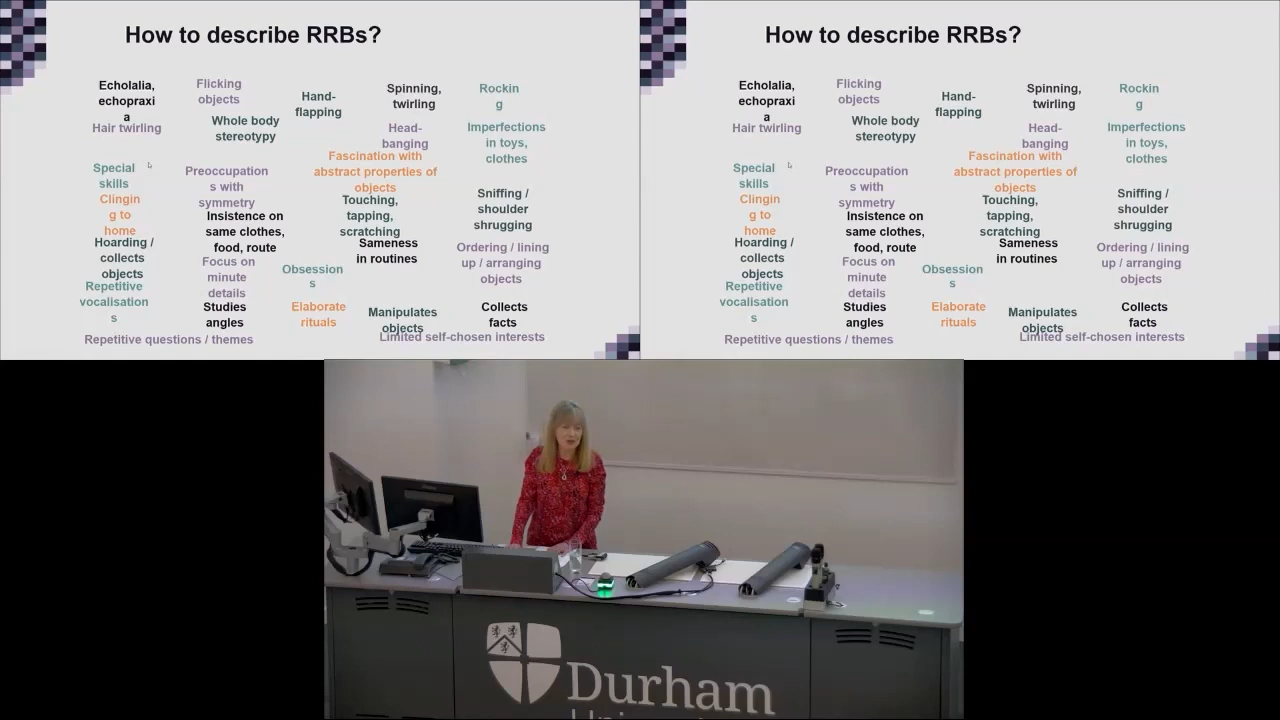 How to describe RRBs?
Echolalia,
echopraxi
a
Flicking
objects
Hand-
flapping
Spinning,
twirling
Rockin
g
Hair twirling
Whole body
stereotypy
Head-
banging
Imperfections
in toys,
clothes
Special
skills
Preoccupation
s with
symmetry
Fascination with
abstract properties of
objects
Sniffing /
shoulder
shrugging
Clingin
g to
home
Insistence on
same clothes,
food, route
Touching,
tapping,
scratching
Hoarding /
collects
objects
Focus on
minute
details
Obsession
s
Sameness
in routines
Ordering / lining
up / arranging
objects
Repetitive
vocalisation
s
Studies
angles
Elaborate
rituals
Manipulates
objects
Collects
facts
Repetitive questions / themes
Limited self-chosen interests
How to describe RRBs?
Echolalia,
echopraxi
a
Flicking
objects
Hand-
flapping
Spinning,
twirling
Rockin
g
Hair twirling
Whole body
stereotypy
Head-
banging
Imperfections
in toys,
clothes
Special
skills
Preoccupation
s with
symmetry
Fascination with
abstract properties of
objects
Sniffing /
shoulder
shrugging
Clingin
g to
home
Insistence on
same clothes,
food, route
Touching,
tapping,
scratching
Hoarding /
collects
objects
Focus on
minute
details
Obsession
s
Sameness
in routines
Ordering / lining
up / arranging
objects
Repetitive
vocalisation
s
Studies
angles
Elaborate
rituals
Manipulates
objects
Collects
facts
Repetitive questions / themes
Limited self-chosen interests
Durham